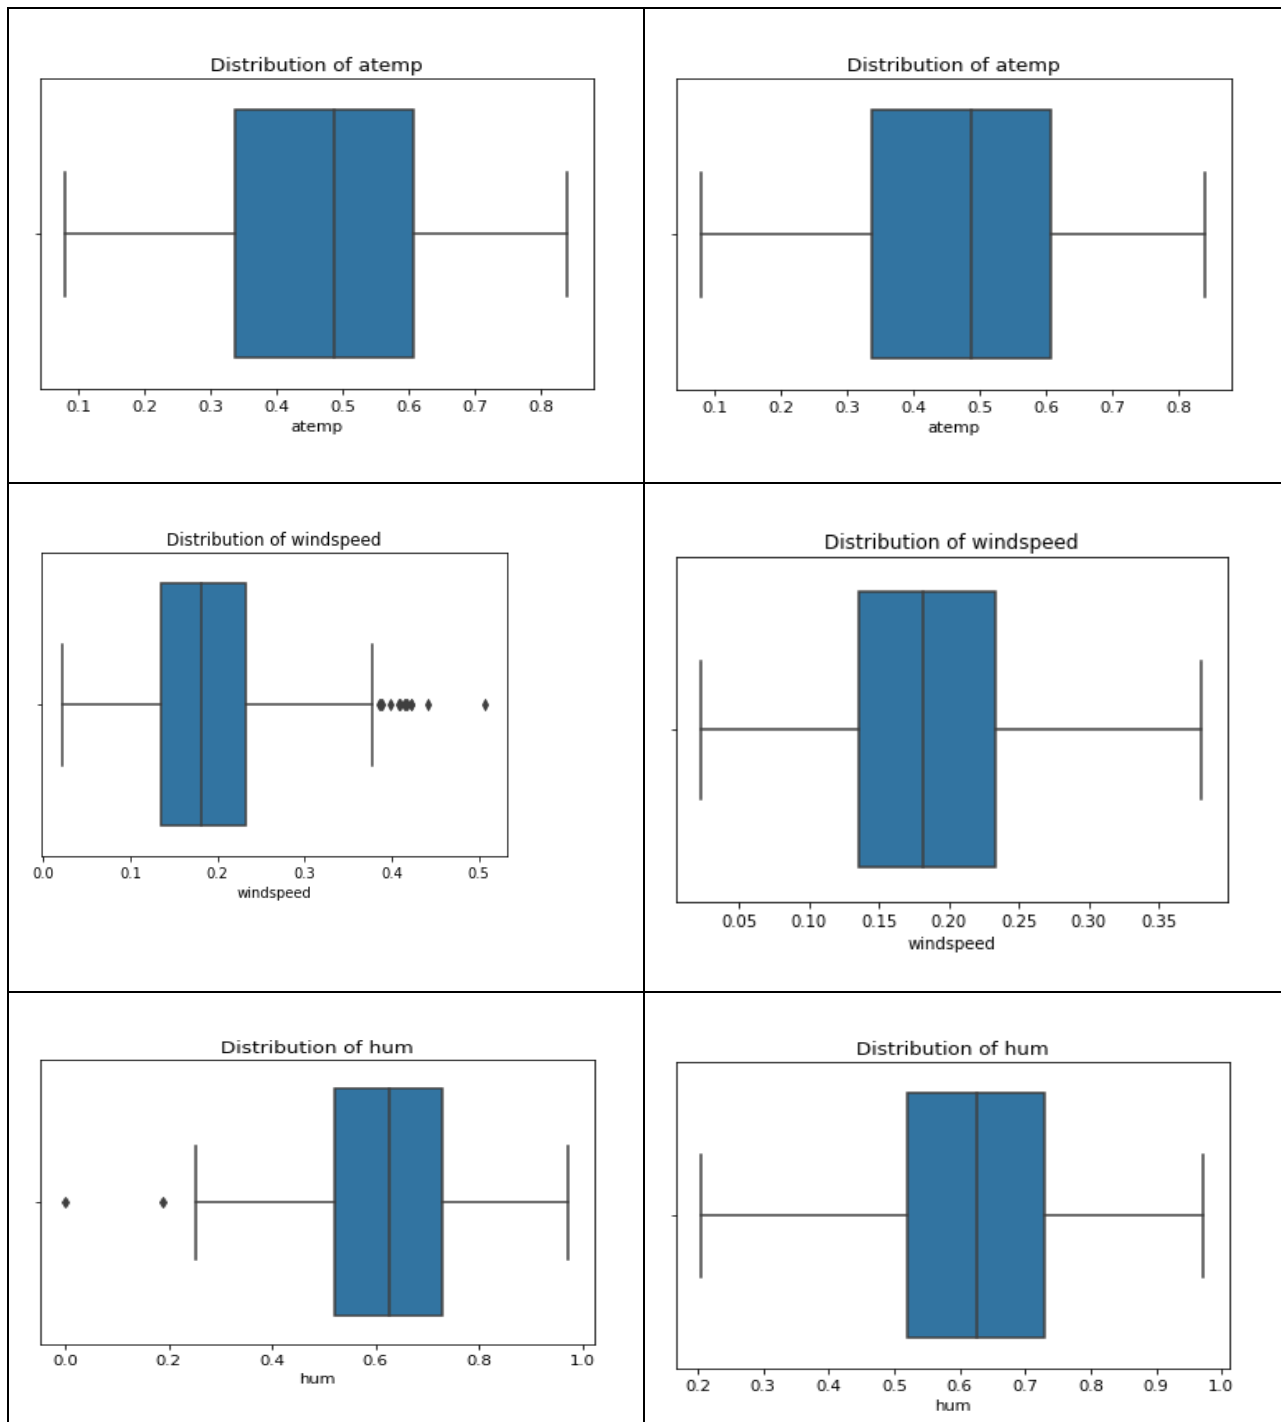 Distribution of atemp
0.1 0.2 0.3 0.4 0.5 0.6 0.7 0.8
atemp
Distribution of atemp
0.1 0.2 0.3 0.4 0.5 0.6 0.7 0.8
atemp
Distribution of windspeed
0.0 0.1 0.2 0.3 0.4 0.5
windspeed
Distribution of windspeed
0.05 0.10 0.15 0.20 0.25 0.30 0.35
windspeed
Distribution of hum
0.0 0.2 0.4 0.6 0.8 1.0
hum
Distribution of hum
0.2 0.3 0.4 0.5 0.6 0.7 0.8 0.9 1.0
hum